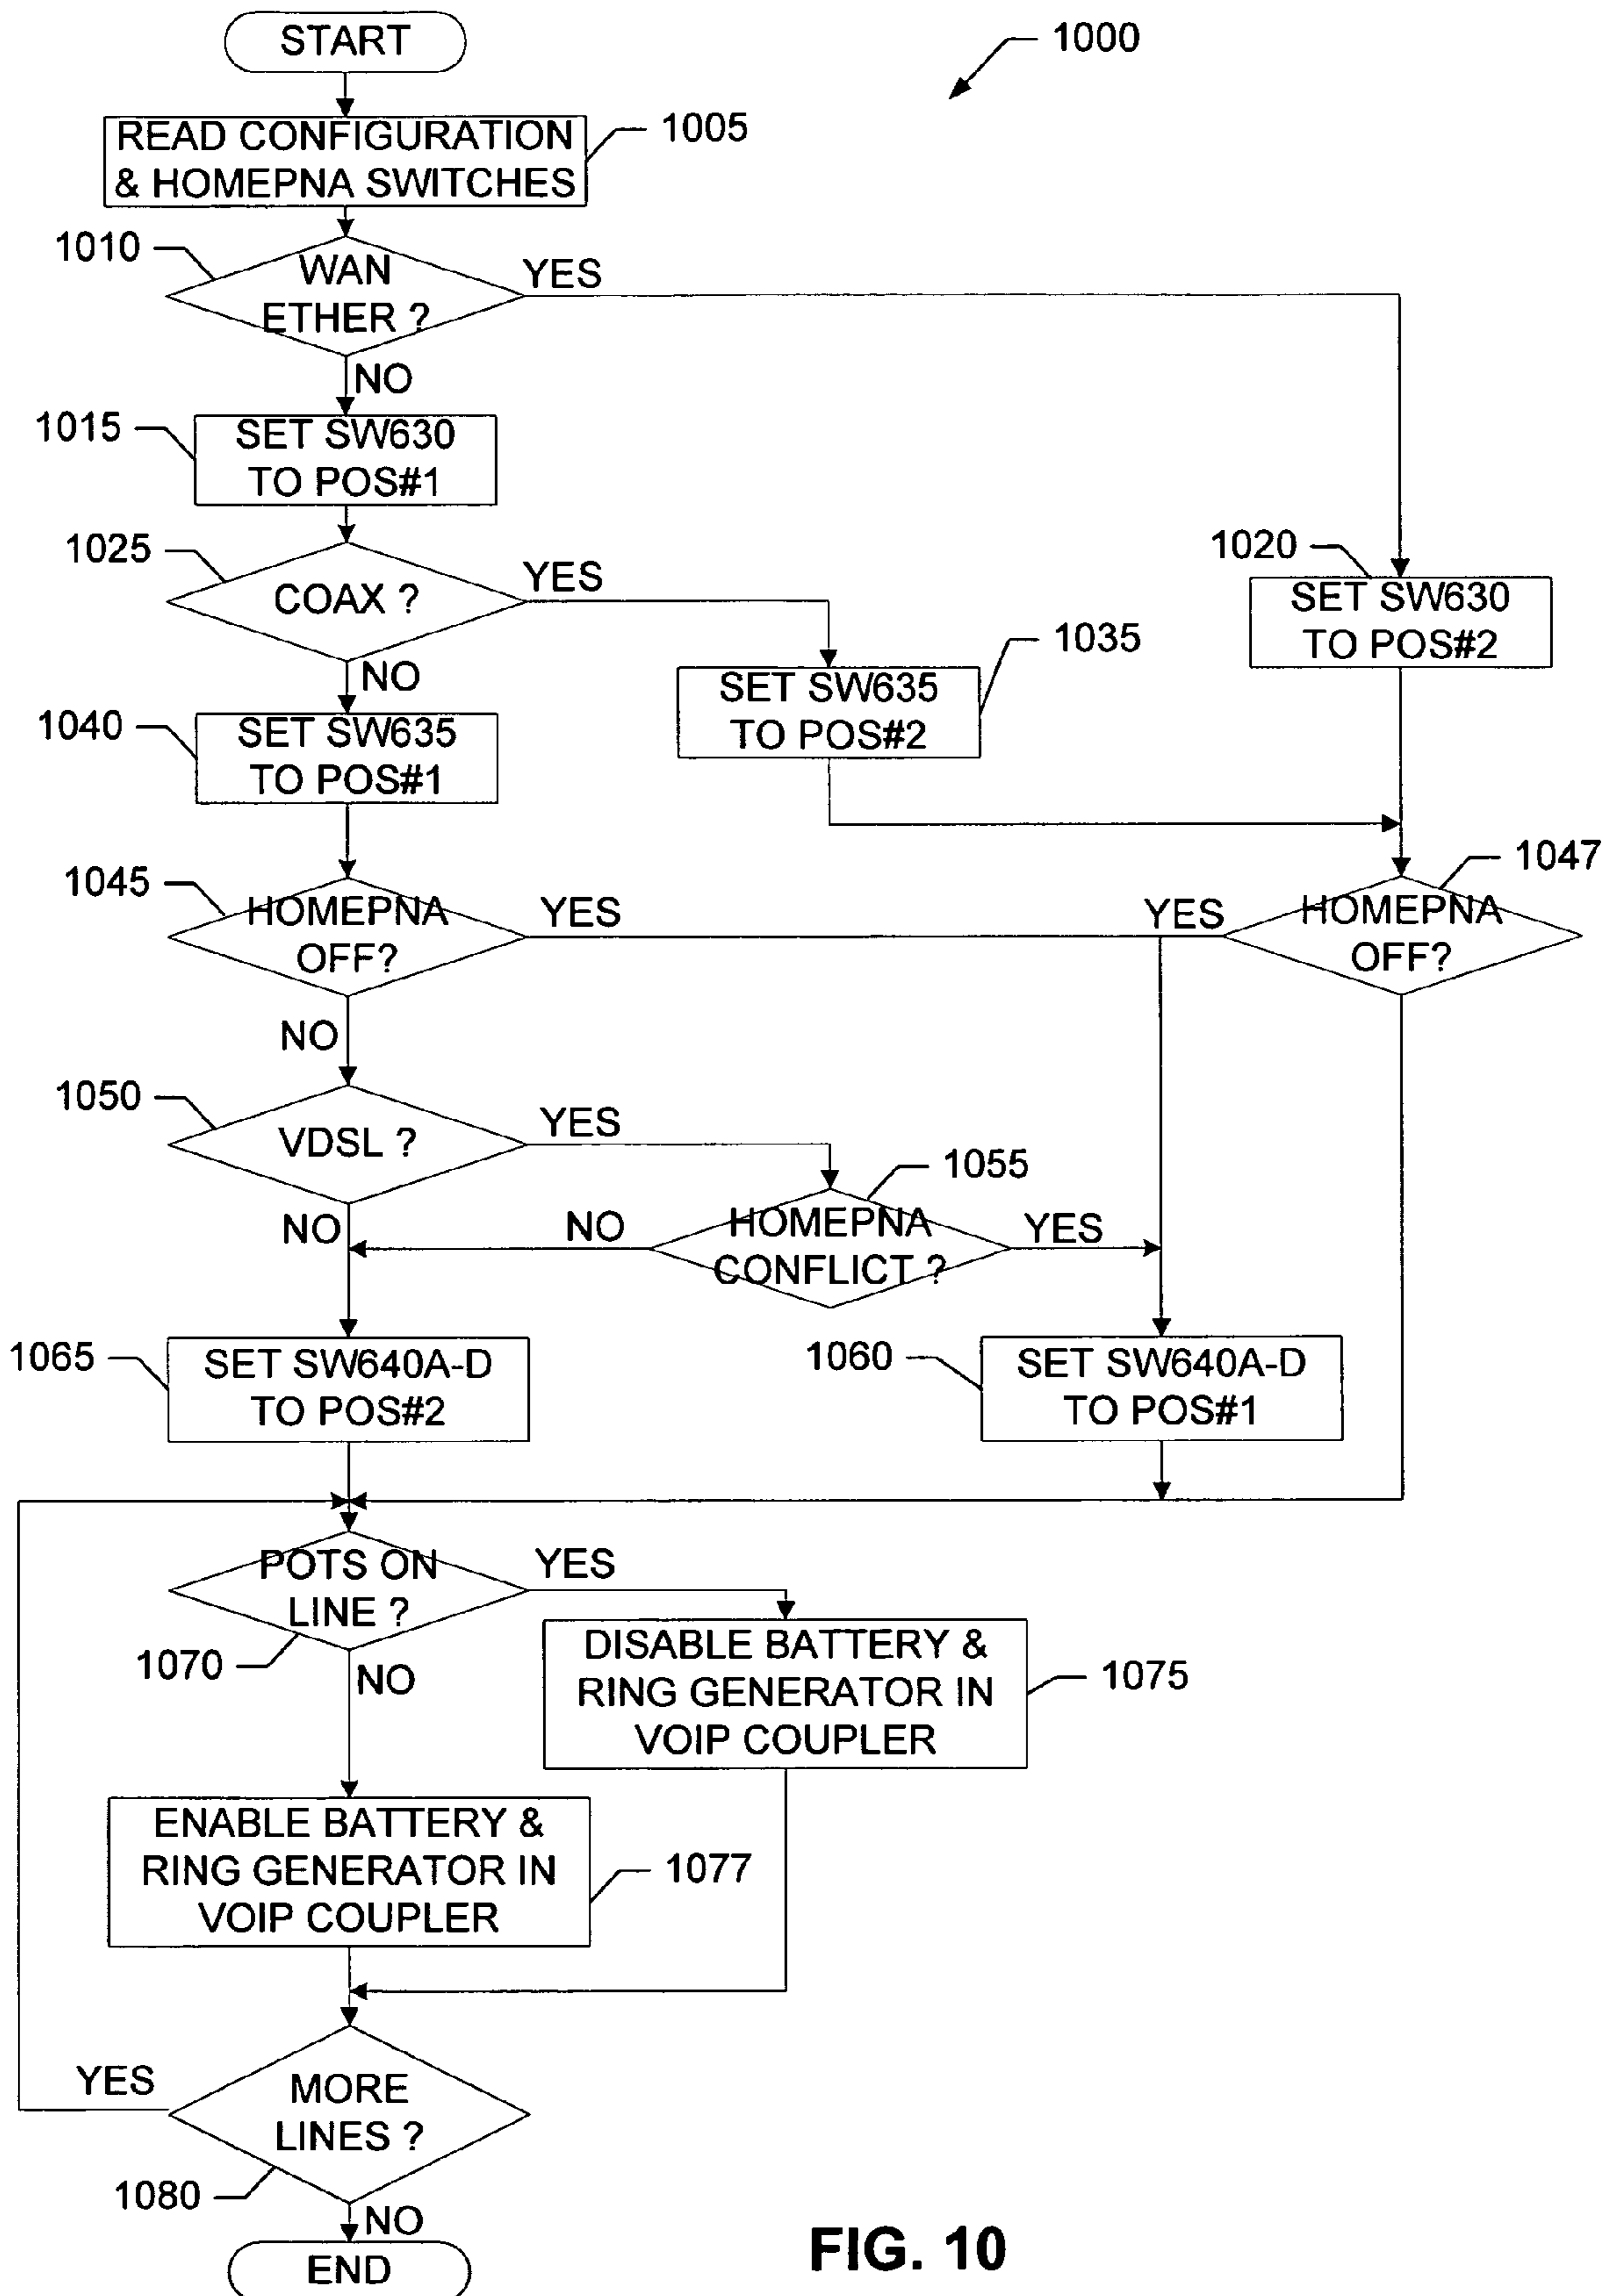 START
1000
READ CONFIGURATION
& HOMEPNA SWITCHES
1005
1010
WAN
ETHER ?
YES
NO
1015
SET SW630
TO POS#1
1025
COAX ?
YES
NO
1020
SET SW630
TO POS#2
1035
SET SW635
TO POS#2
1040
SET SW635
TO POS#1
1045
HOMEPNA
OFF?
YES
NO
1047
YES
HOMEPNA
OFF?
1050
VDSL ?
YES
NO
1055
NO
HOMEPNA
CONFLICT ?
YES
1065
SET SW640A-D
TO POS#2
1060
SET SW640A-D
TO POS#1
POTS ON
LINE ?
YES
1070
NO
DISABLE BATTERY &
RING GENERATOR IN
VOIP COUPLER
1075
ENABLE BATTERY &
RING GENERATOR IN
VOIP COUPLER
1077
YES
MORE
LINES ?
1080
NO
END
FIG. 10